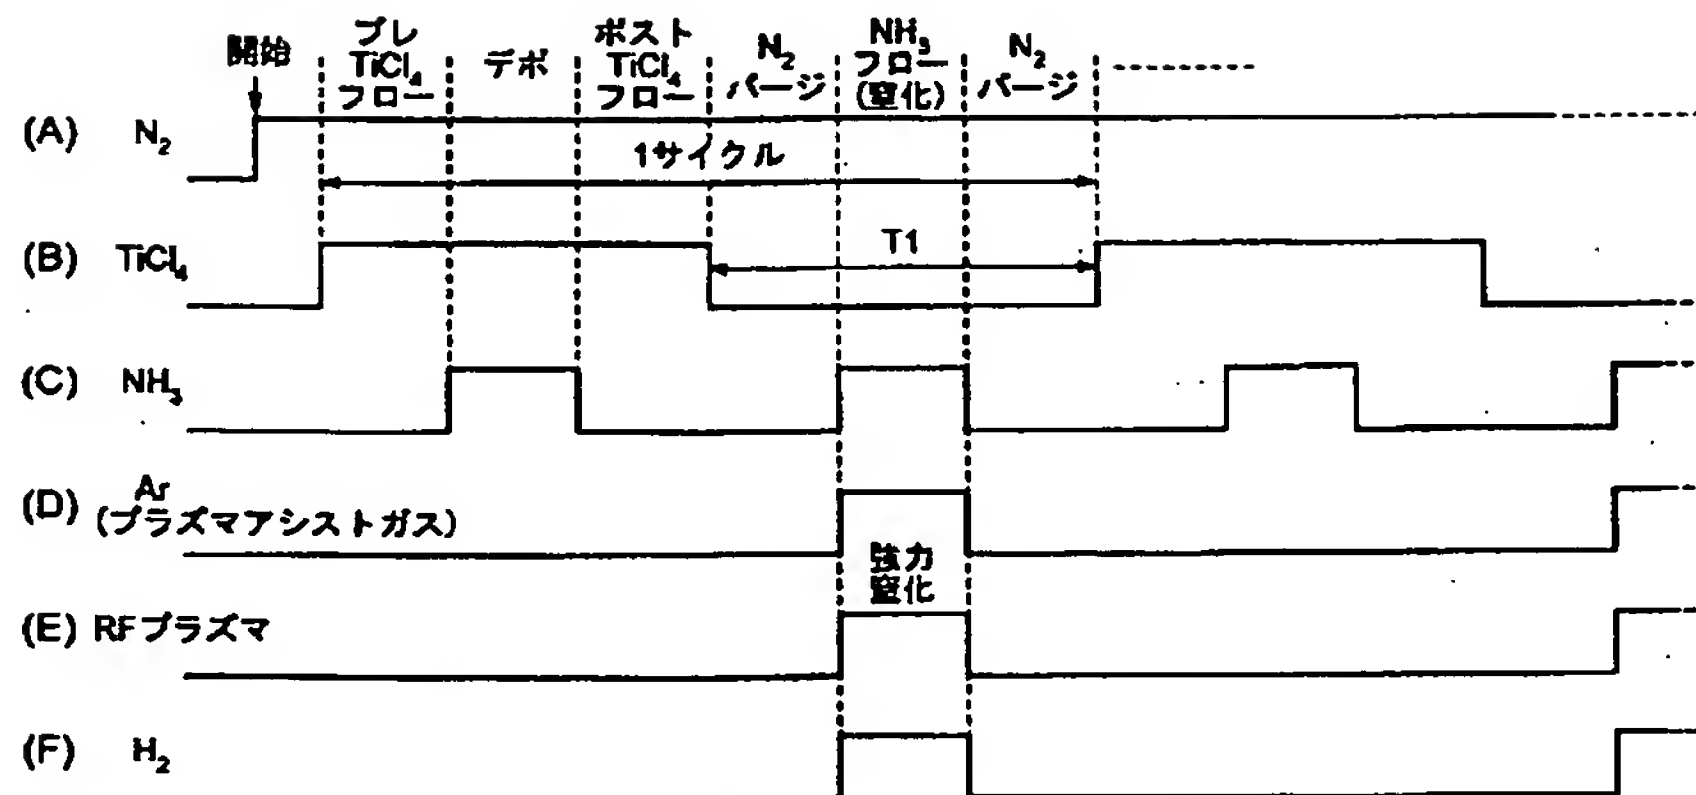 開始
プレ
TiCl4
フロー
デポ
ポスト
TiCl4
フロー
N2
パージ
NH3
フロー
(窒化)
N2
パージ
(A) N2
1サイクル
(B) TiCl4
T1
(C) NH3
(D) Ar
(プラズマアシストガス)
強力
窒化
(E) RFプラズマ
(F) H2